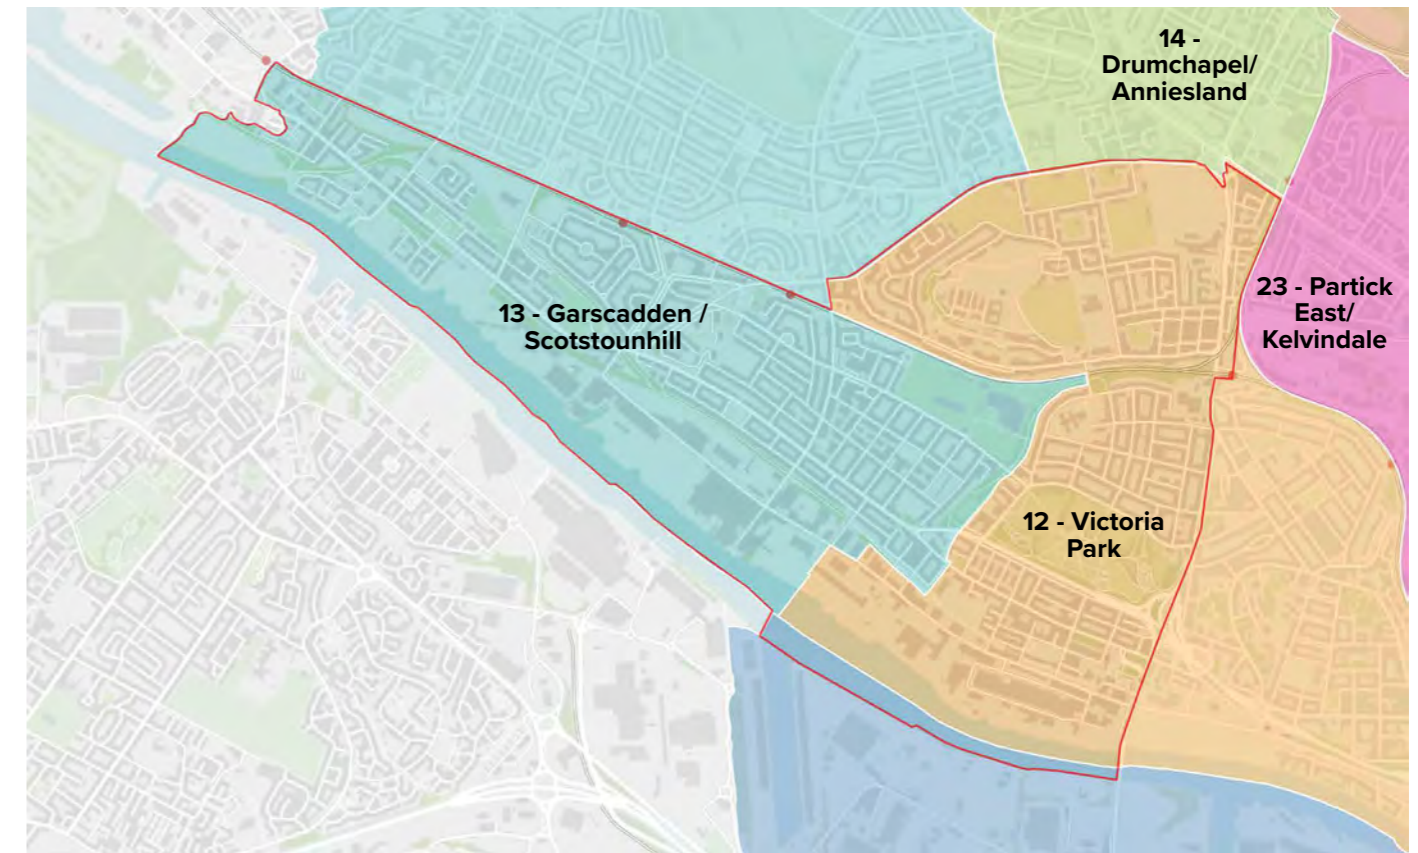 14 -
Drumchapel/
Anniesland
23 - Partick
East/
Kelvindale
13 - Garscadden /
Scotstounhill
12 - Victoria
Park